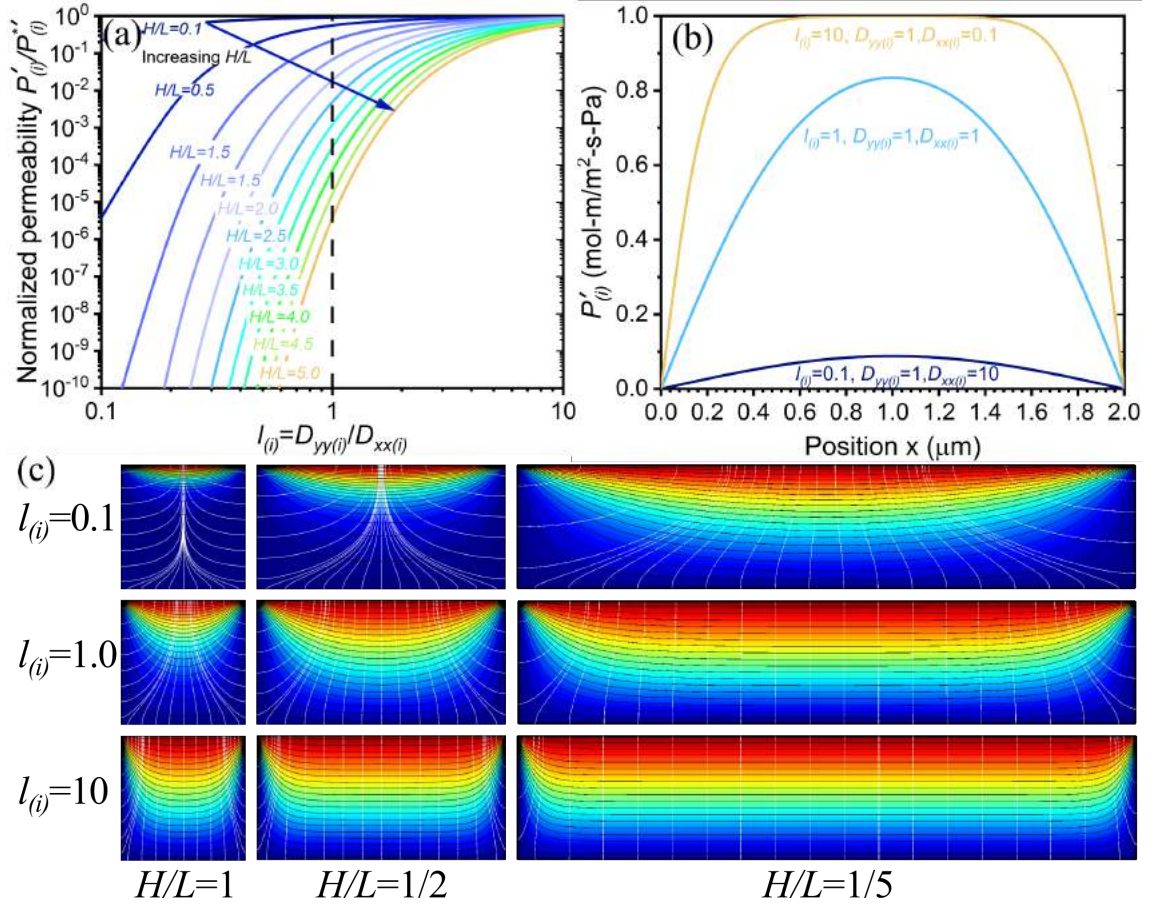 (a)
Normalized permeability P′(i)/P*(i)
10⁰
10⁻¹
10⁻²
10⁻³
10⁻⁴
10⁻⁵
10⁻⁶
10⁻⁷
10⁻⁸
10⁻⁹
10⁻¹⁰
H/L=0.1
Increasing H/L
H/L=0.5
H/L=1.5
H/L=1.5
H/L=2.0
H/L=2.5
H/L=3.0
H/L=3.5
H/L=4.0
H/L=4.5
H/L=5.0
0.1 1 10
l(i)=Dyy(i)/Dxx(i)
(b)
P′(i) (mol-m/m²-s-Pa)
1.0
0.8
0.6
0.4
0.2
0.0
l(i)=10, Dyy(i)=1,Dxx(i)=0.1
l(i)=1, Dyy(i)=1,Dxx(i)=1
l(i)=0.1, Dyy(i)=1,Dxx(i)=10
0.0 0.2 0.4 0.6 0.8 1.0 1.2 1.4 1.6 1.8 2.0
Position x (μm)
(c)
l(i)=0.1
l(i)=1.0
l(i)=10
H/L=1 H/L=1/2 H/L=1/5